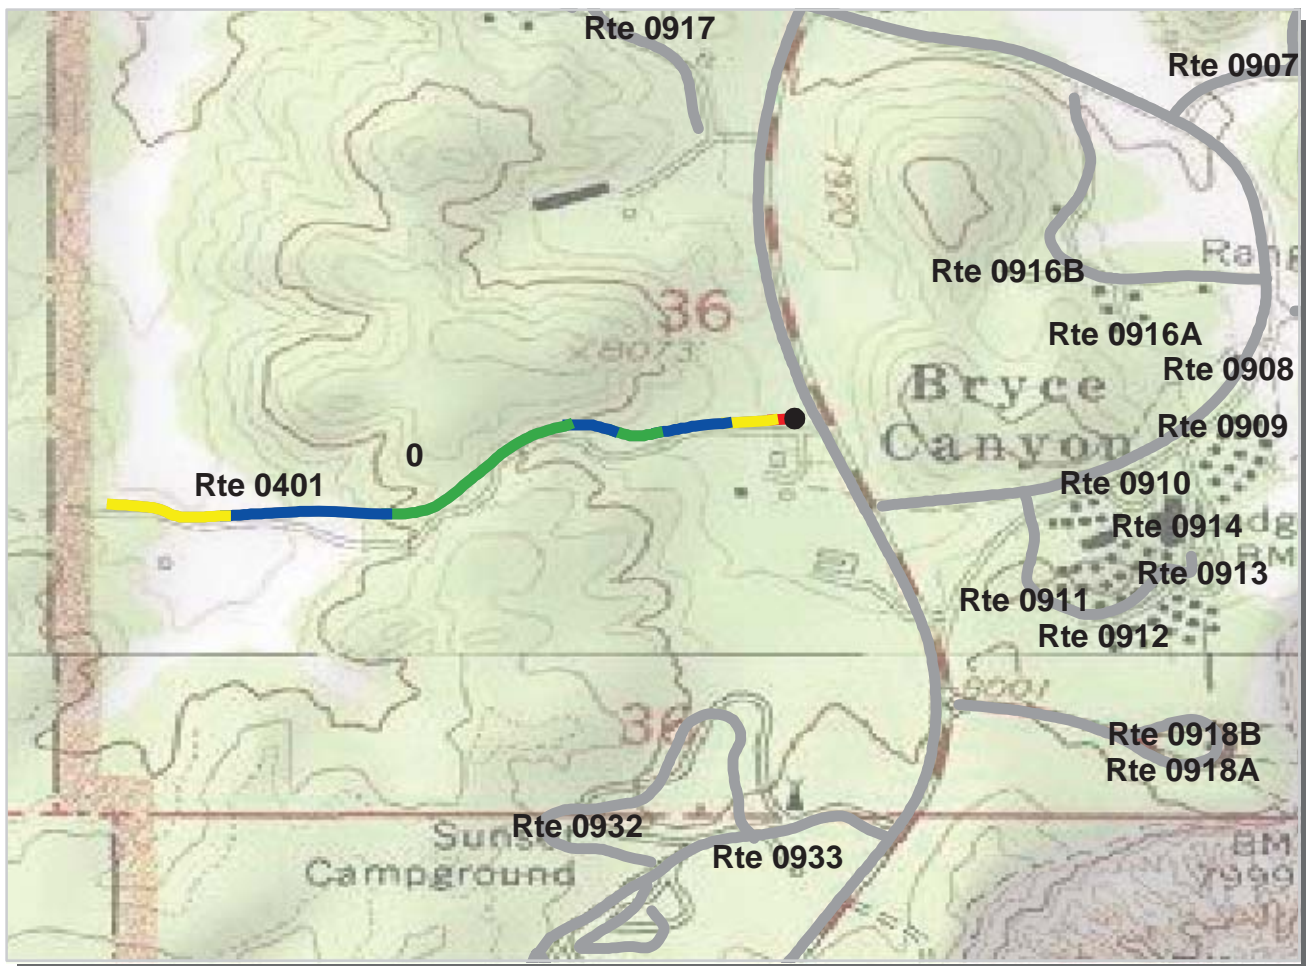 Rte 0917
Rte 0907
7920
Rte 0916B
36
Rte 0916A
X8073
Rte 0908
Bryce
Canyon
Rte 0909
0
Rte 0401
Rte 0910
Rte 0914
BM
Rte 0913
Rte 0911
Rte 0912
8001
36
Rte 0918B
Rte 0918A
Rte 0932
Sunset
Campground
Rte 0933
BM
7999